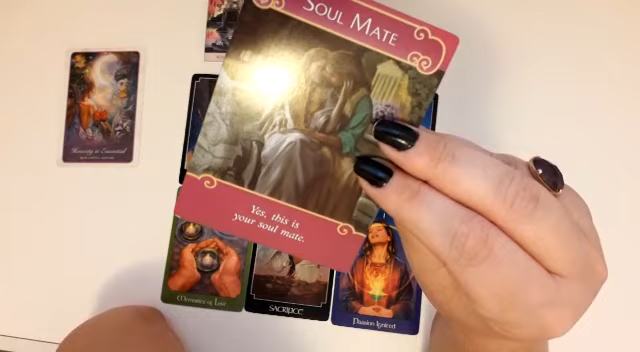 SOUL MATE
Yes, this is
your soul mate.
Memories of Love
SACRIFICE
Passion Ignited